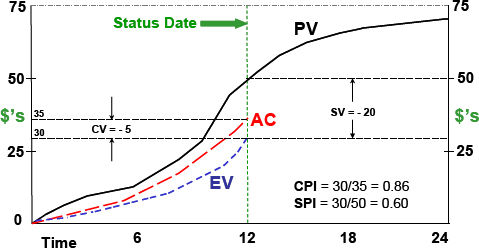 75 75
Status Date
PV
50 50
$'s $'s
35
AC
CV = - 5
SV = - 20
30
25 25
EV
CPI = 30/35 = 0.86
SPI = 30/50 = 0.60
0 0
Time 6 12 18 24